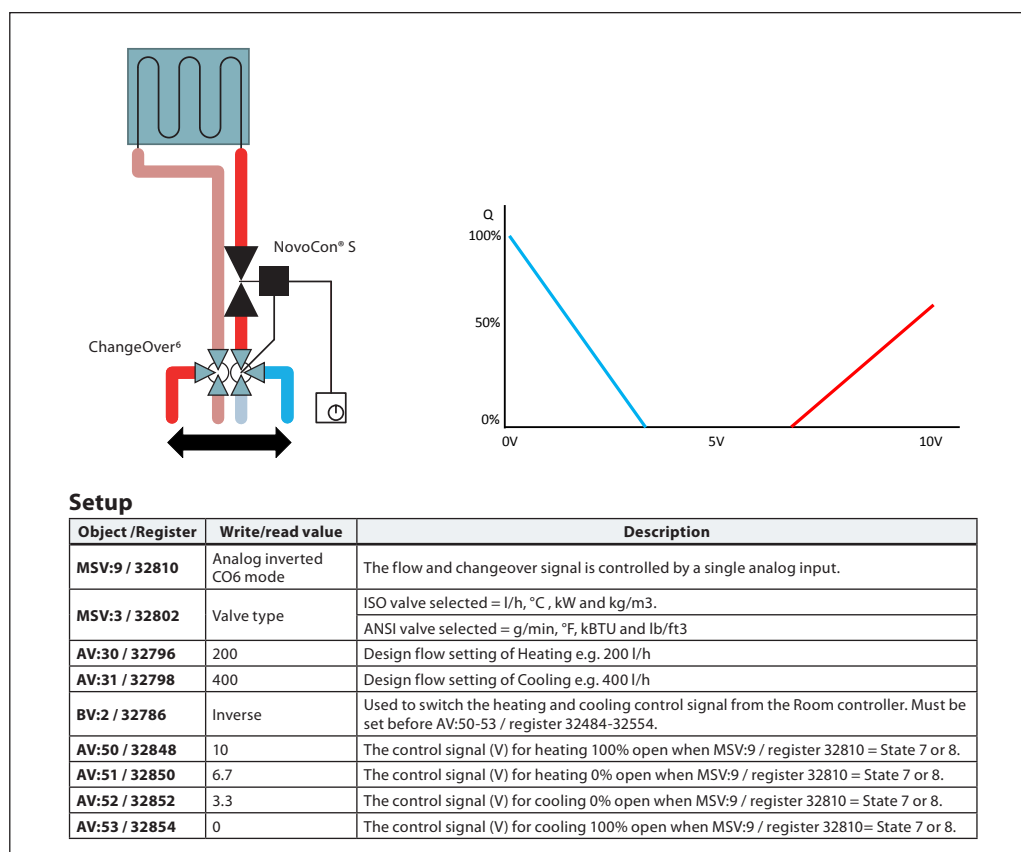 NovoCon® S
ChangeOver⁶
Q
100%
50%
0%
0V 5V 10V
Setup
Object /Register Write/read value Description
MSV:9 / 32810 Analog inverted
CO6 mode The flow and changeover signal is controlled by a single analog input.
MSV:3 / 32802 Valve type ISO valve selected = l/h, °C , kW and kg/m3.
ANSI valve selected = g/min, °F, kBTU and lb/ft3
AV:30 / 32796 200 Design flow setting of Heating e.g. 200 l/h
AV:31 / 32798 400 Design flow setting of Cooling e.g. 400 l/h
BV:2 / 32786 Inverse Used to switch the heating and cooling control signal from the Room controller. Must be
set before AV:50-53 / register 32484-32554.
AV:50 / 32848 10 The control signal (V) for heating 100% open when MSV:9 / register 32810 = State 7 or 8.
AV:51 / 32850 6.7 The control signal (V) for heating 0% open when MSV:9 / register 32810 = State 7 or 8.
AV:52 / 32852 3.3 The control signal (V) for cooling 0% open when MSV:9 / register 32810 = State 7 or 8.
AV:53 / 32854 0 The control signal (V) for cooling 100% open when MSV:9 / register 32810= State 7 or 8.